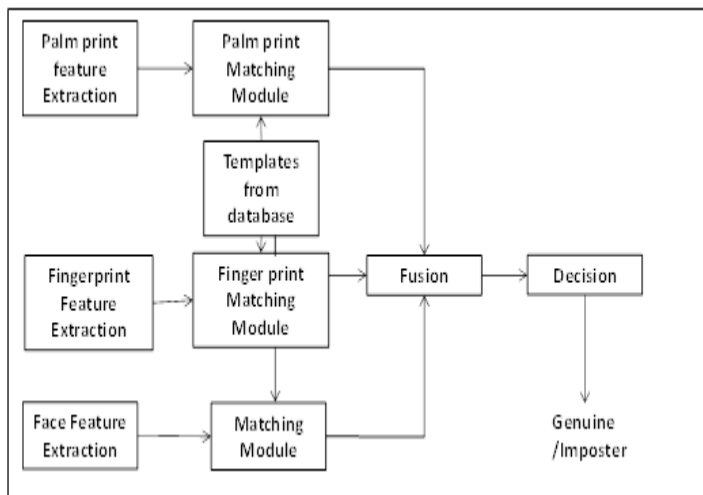 Palm print
feature
Extraction
Palm print
Matching
Module
Templates
from
database
Fingerprint
Feature
Extraction
Finger print
Matching
Module
Fusion
Decision
Face Feature
Extraction
Matching
Module
Genuine
/Imposter